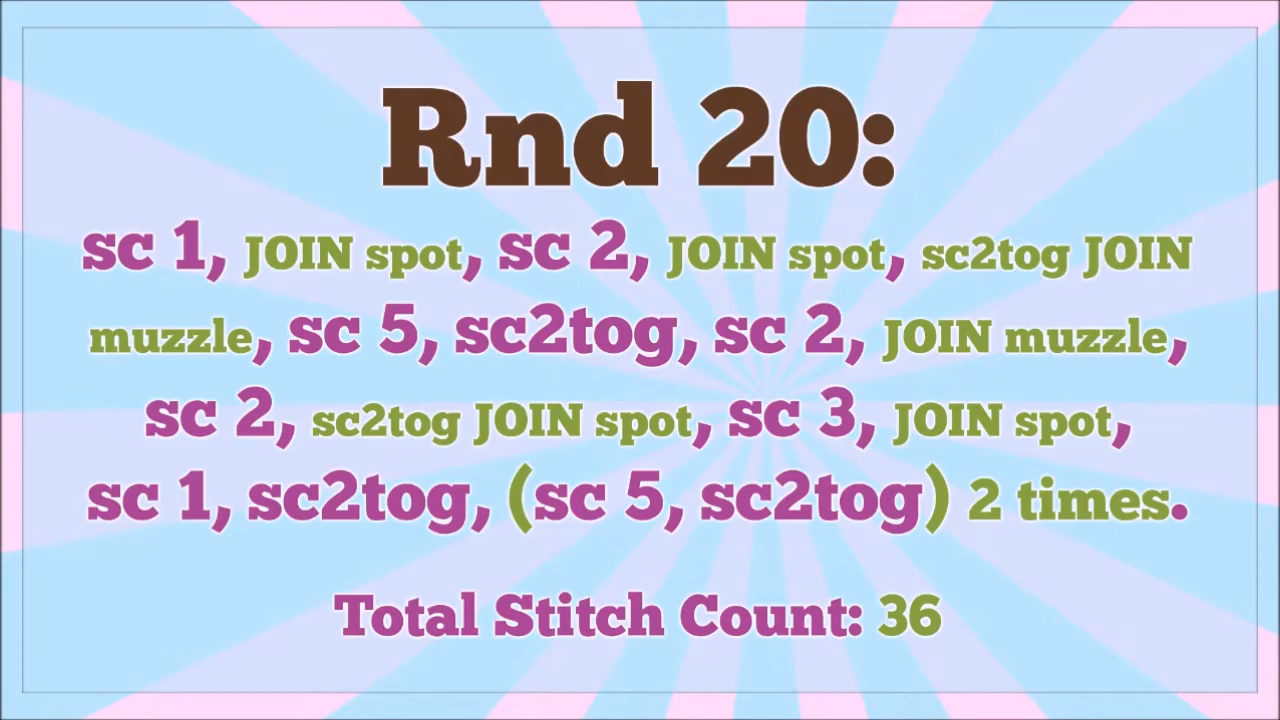 Rnd 20:
sc 1, JOIN spot, sc 2, JOIN spot, sc2tog JOIN
muzzle, sc 5, sc2tog, sc 2, JOIN muzzle,
sc 2, sc2tog JOIN spot, sc 3, JOIN spot,
sc 1, sc2tog, (sc 5, sc2tog) 2 times.
Total Stitch Count: 36